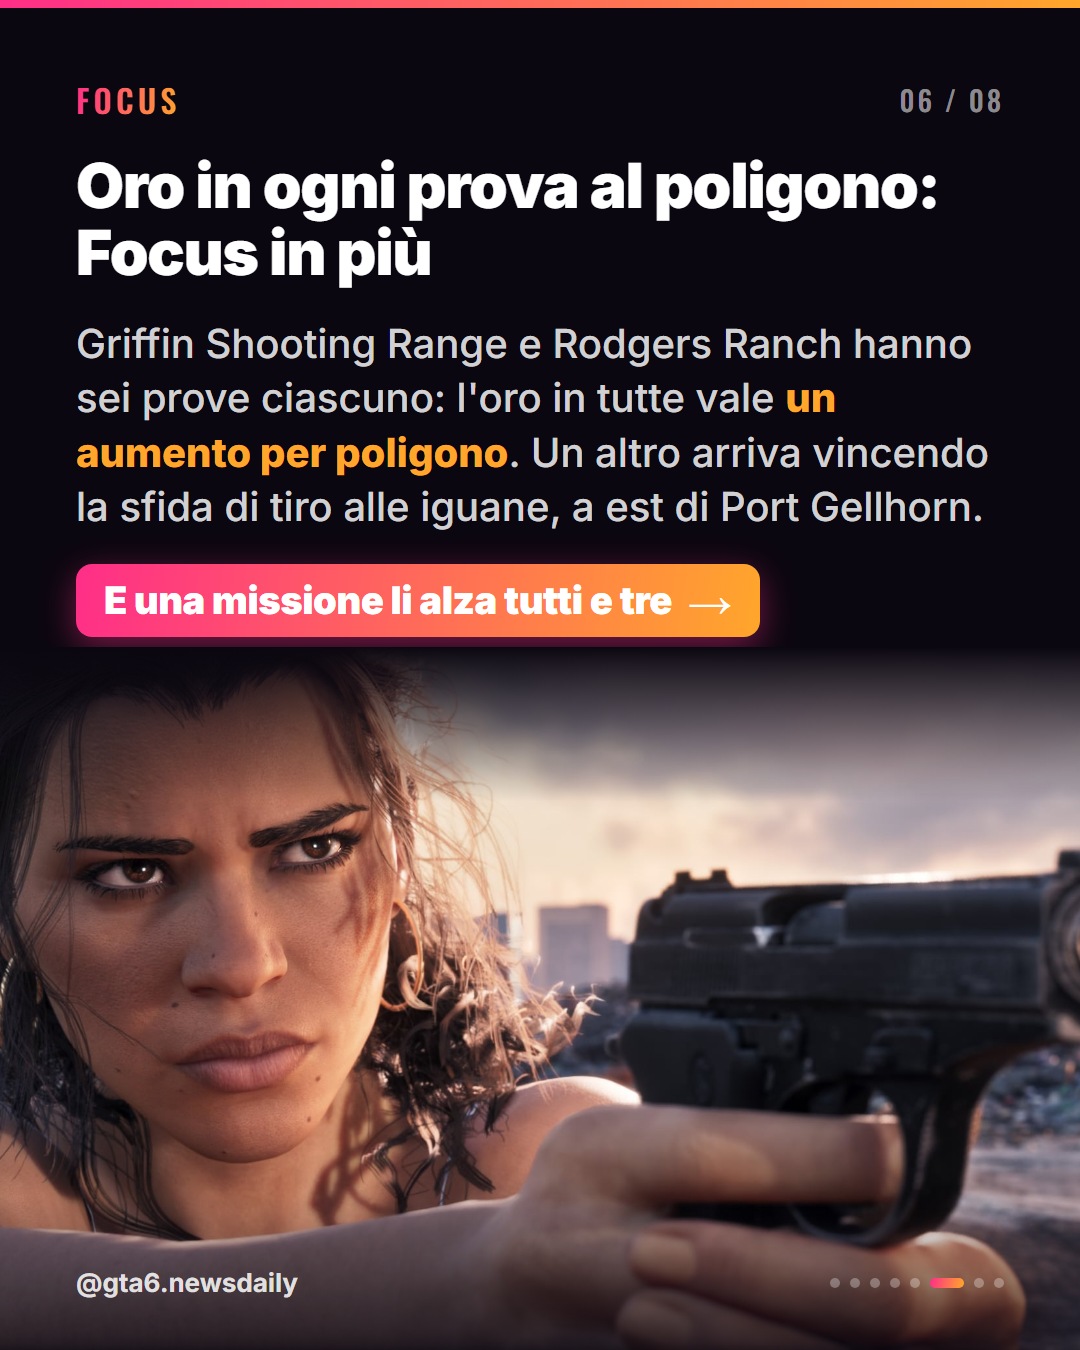 FOCUS
06 / 08
Oro in ogni prova al poligono:
Focus in più
Griffin Shooting Range e Rodgers Ranch hanno
sei prove ciascuno: l'oro in tutte vale un
aumento per poligono. Un altro arriva vincendo
la sfida di tiro alle iguane, a est di Port Gellhorn.
E una missione li alza tutti e tre →
@gta6.newsdaily